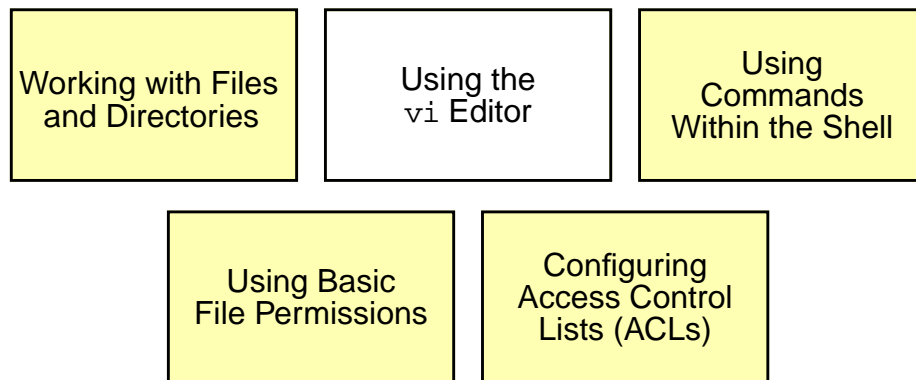 Working with Files
and Directories
Using the
vi Editor
Using
Commands
Within the Shell
Using Basic
File Permissions
Configuring
Access Control
Lists (ACLs)